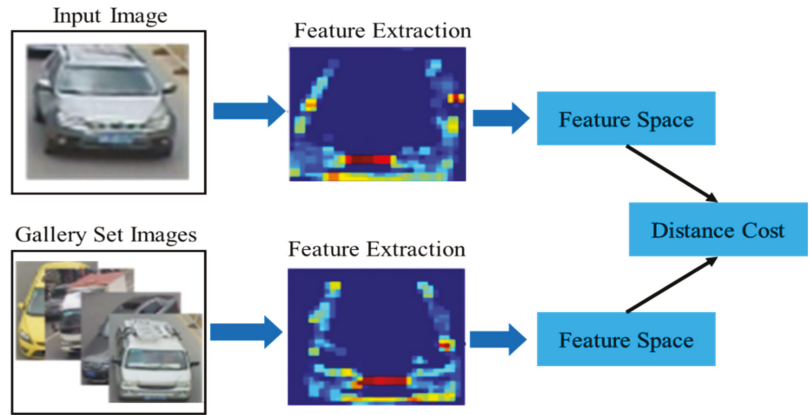 Input Image
Feature Extraction
Feature Space
Distance Cost
Gallery Set Images
Feature Extraction
Feature Space